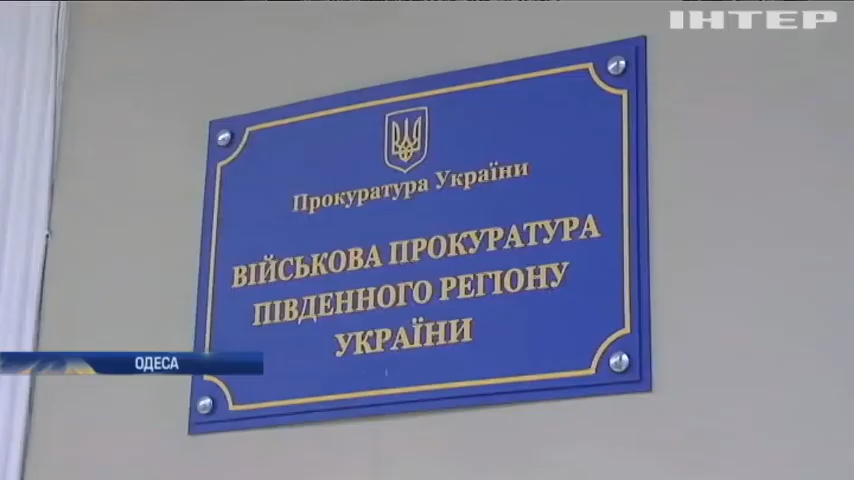 ІНТЕР
Прокуратура України
ВІЙСЬКОВА ПРОКУРАТУРА
ПІВДЕННОГО РЕГІОНУ
УКРАЇНИ
ОДЕСА